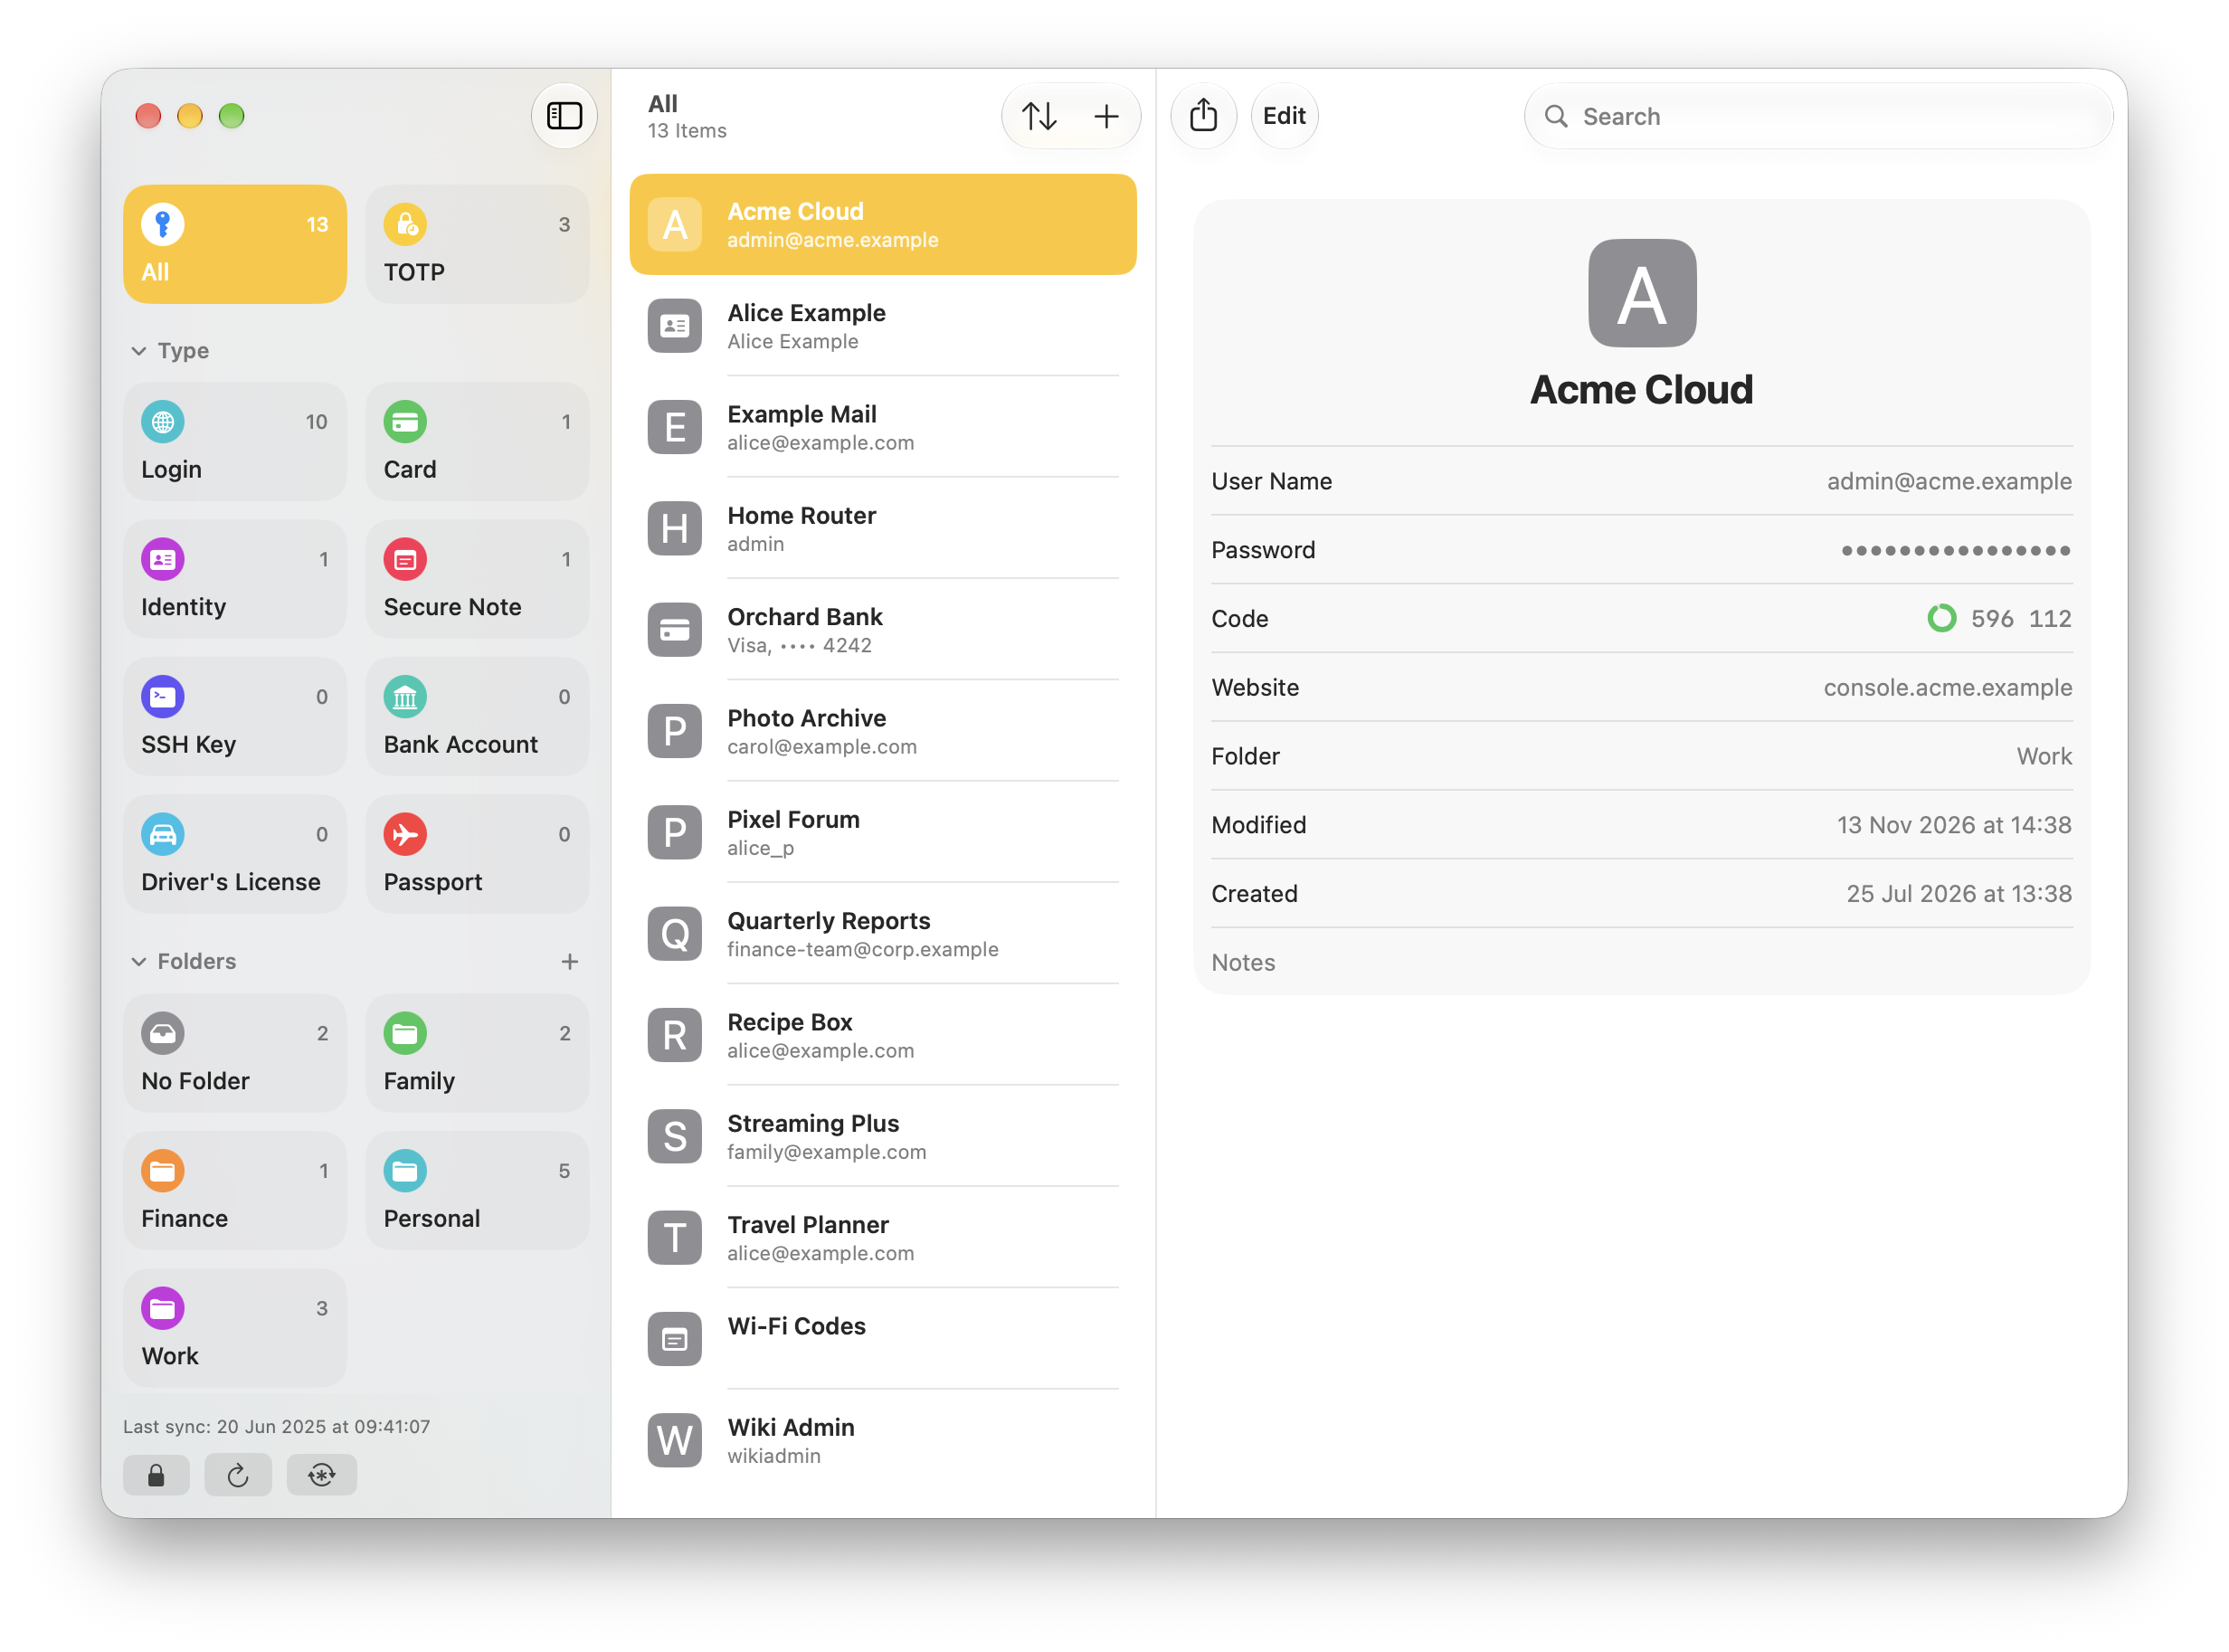 All
13
TOTP
3
Type
Login
10
Card
1
Identity
1
Secure Note
1
SSH Key
0
Bank Account
0
Driver's License
0
Passport
0
Folders
No Folder
2
Family
2
Finance
1
Personal
5
Work
3
Last sync: 20 Jun 2025 at 09:41:07
All
13 Items
A
Acme Cloud
admin@acme.example
Alice Example
Alice Example
E
Example Mail
alice@example.com
H
Home Router
admin
Orchard Bank
Visa, •••• 4242
P
Photo Archive
carol@example.com
P
Pixel Forum
alice_p
Q
Quarterly Reports
finance-team@corp.example
R
Recipe Box
alice@example.com
S
Streaming Plus
family@example.com
T
Travel Planner
alice@example.com
Wi-Fi Codes
W
Wiki Admin
wikiadmin
Edit
Search
A
Acme Cloud
User Name admin@acme.example
Password ••••••••••••••••
Code 596 112
Website console.acme.example
Folder Work
Modified 13 Nov 2026 at 14:38
Created 25 Jul 2026 at 13:38
Notes